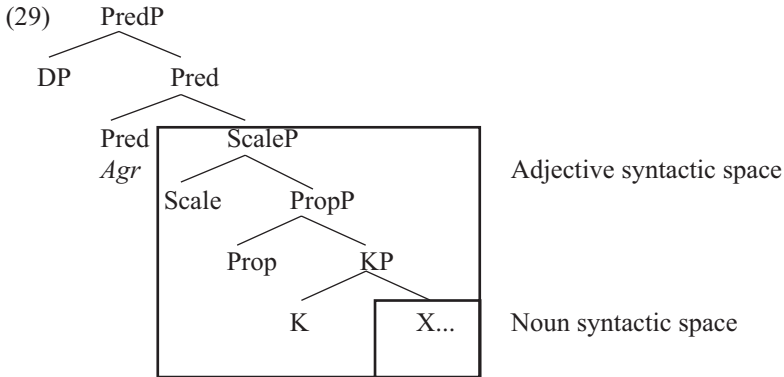 (29) PredP
DP Pred
Pred ScaleP
Agr Adjective syntactic space
Scale PropP
Prop KP
K X... Noun syntactic space